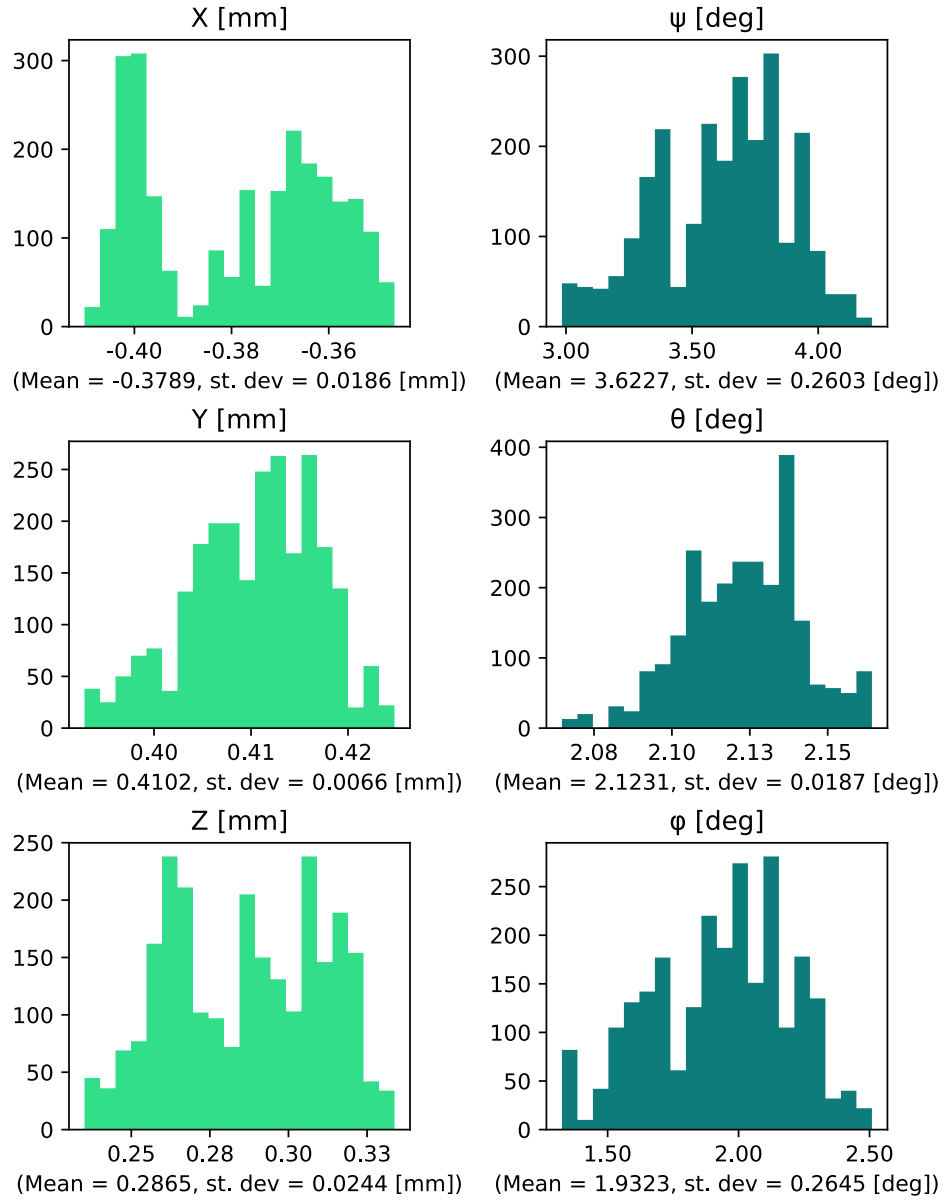 X [mm]
300
200
100
0
-0.40 -0.38 -0.36
(Mean = -0.3789, st. dev = 0.0186 [mm])
ψ [deg]
300
200
100
0
3.00 3.50 4.00
(Mean = 3.6227, st. dev = 0.2603 [deg])
Y [mm]
250
200
150
100
50
0
0.40 0.41 0.42
(Mean = 0.4102, st. dev = 0.0066 [mm])
θ [deg]
400
300
200
100
0
2.08 2.10 2.13 2.15
(Mean = 2.1231, st. dev = 0.0187 [deg])
Z [mm]
250
200
150
100
50
0
0.25 0.28 0.30 0.33
(Mean = 0.2865, st. dev = 0.0244 [mm])
φ [deg]
250
200
150
100
50
0
1.50 2.00 2.50
(Mean = 1.9323, st. dev = 0.2645 [deg])